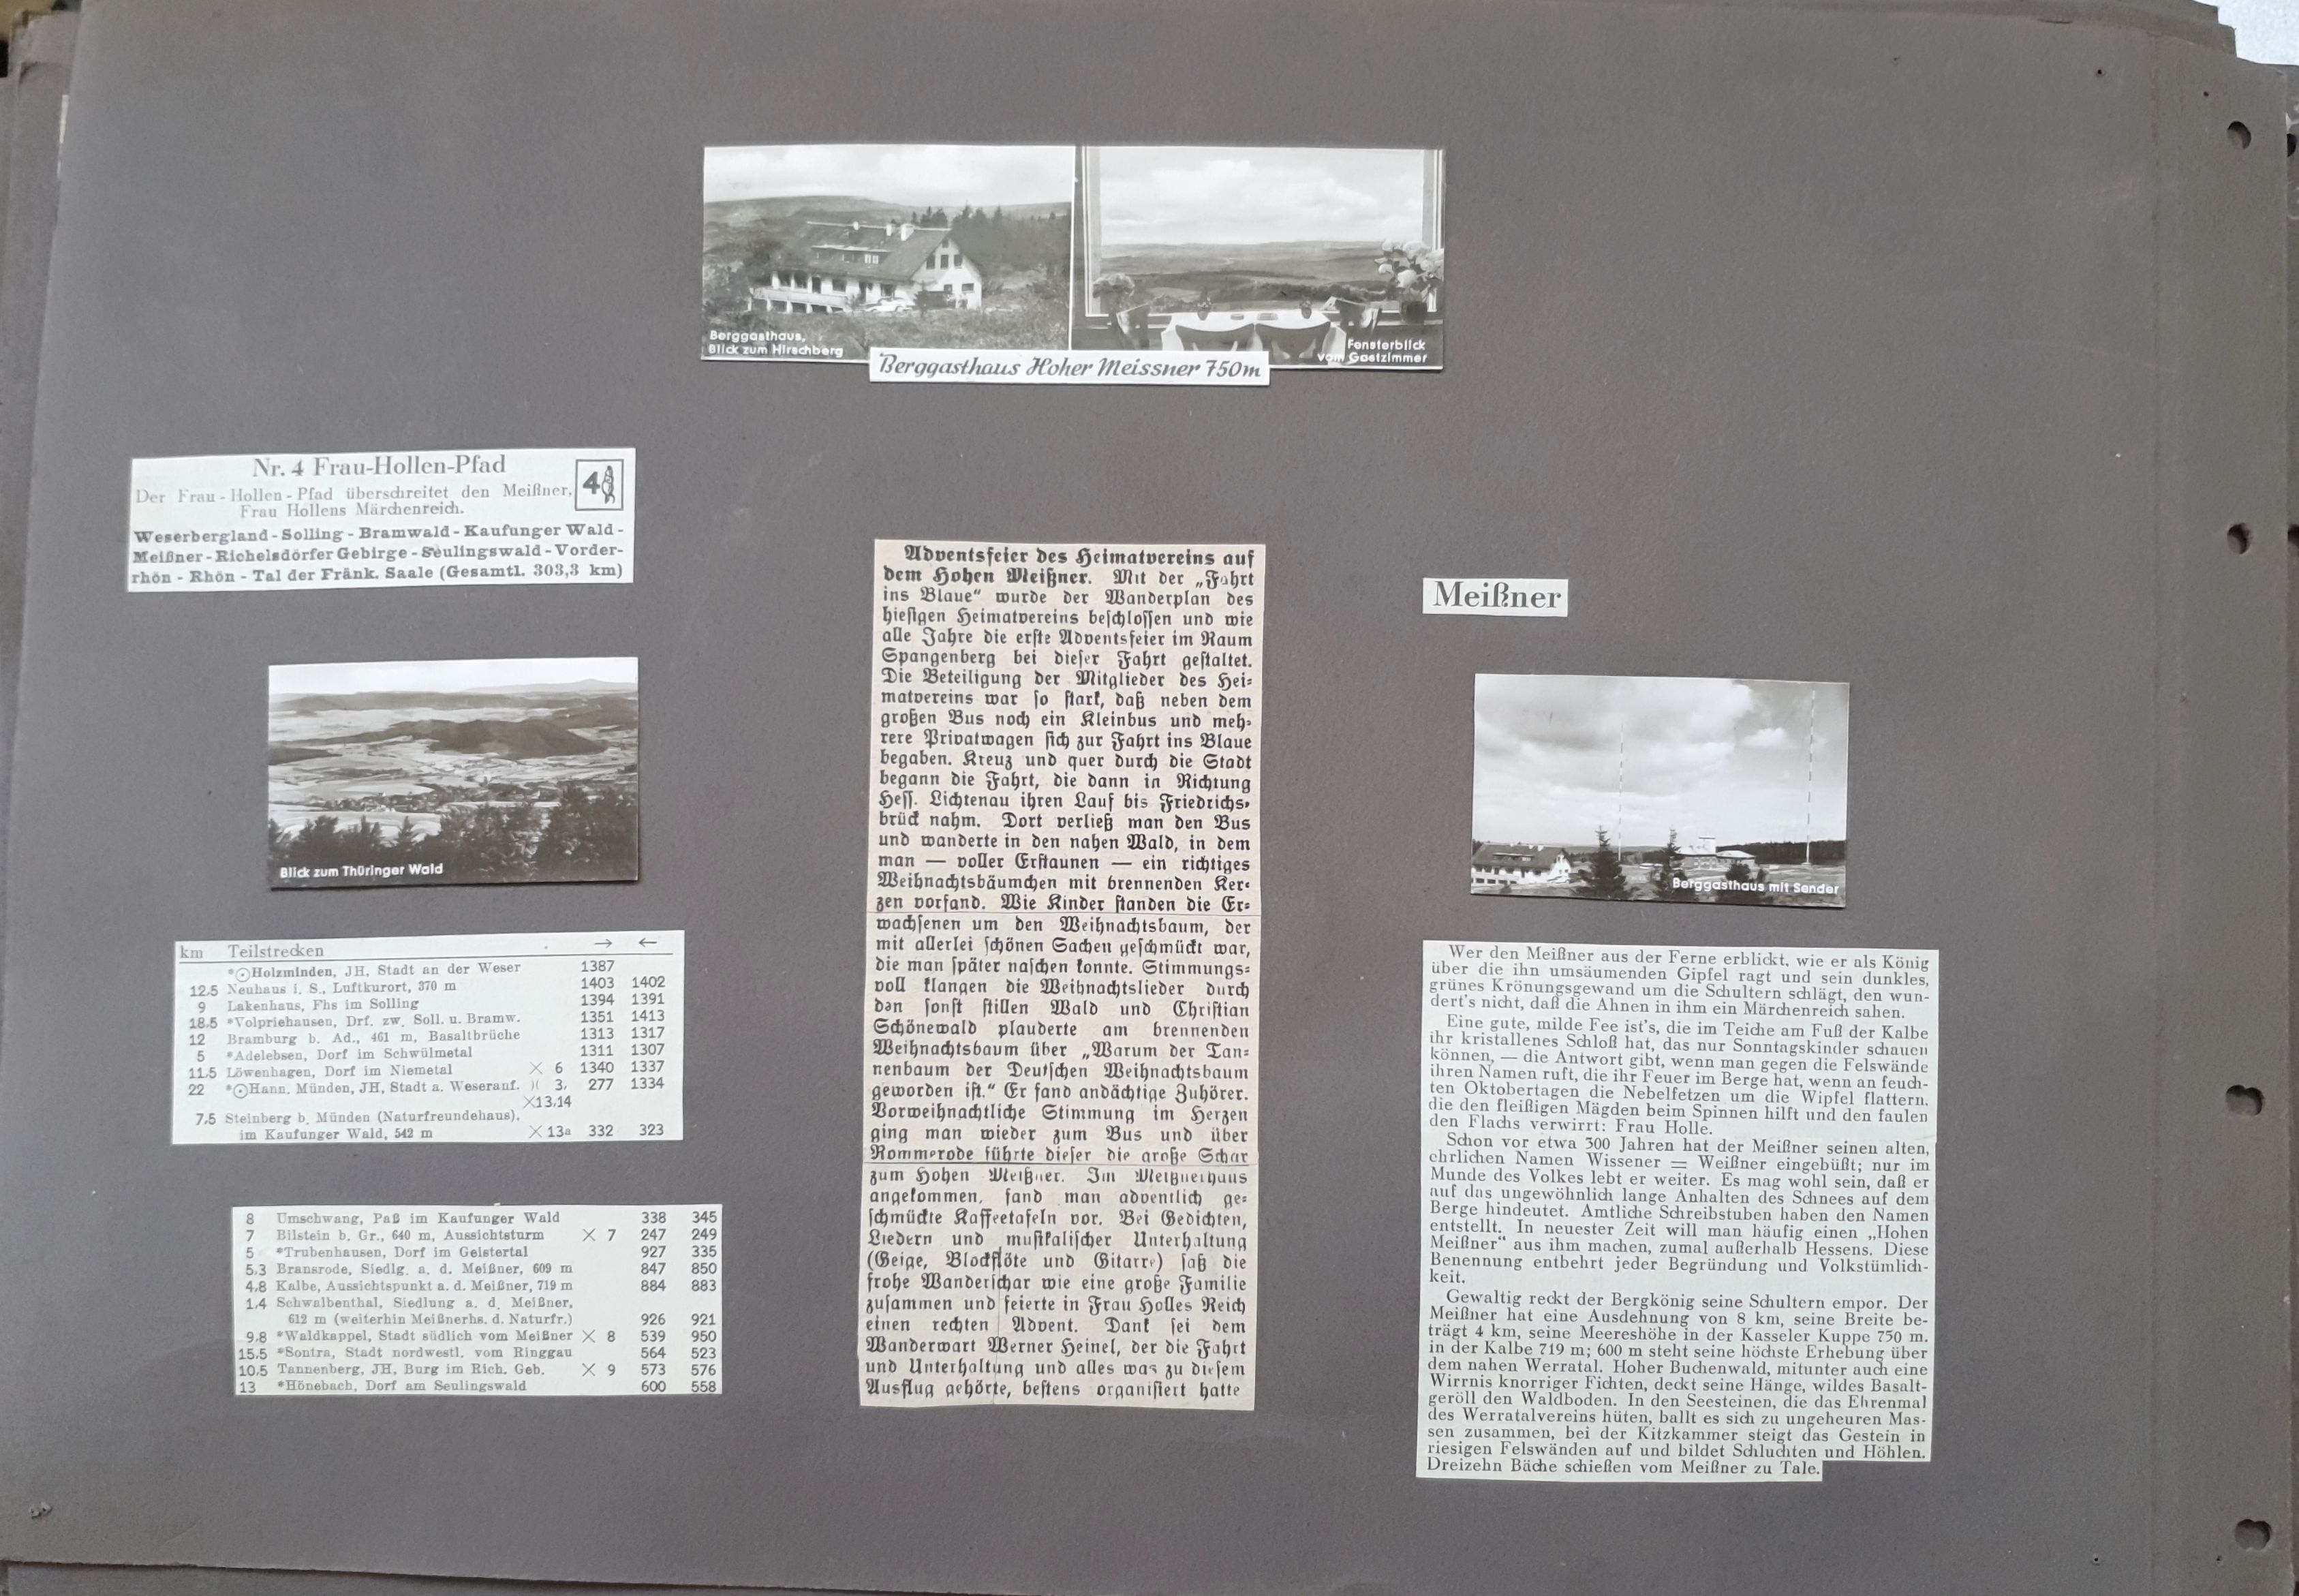 Berggasthaus,
Blick zum Hirschberg
Fensterblick
vom Gastzimmer
Berggasthaus Hoher Meissner 750m
Nr. 4 Frau-Hollen-Pfad
4
Der Frau-Hollen-Pfad überschreitet den Meißner,
Frau Hollens Märchenreich.
Weserbergland - Solling - Bramwald - Kaufunger Wald -
Meißner - Richelsdörfer Gebirge - Seulingswald - Vorder-
rhön - Rhön - Tal der Fränk. Saale (Gesamtl. 303,3 km)
Blick zum Thüringer Wald
km Teilstrecken → ←
*⊙Holzminden, JH, Stadt an der Weser 1387
12,5 Neuhaus i. S., Luftkurort, 370 m 1403 1402
9 Lakenhaus, Fhs im Solling 1394 1391
18,5 *Volpriehausen, Drf. zw. Soll. u. Bramw. 1351 1413
12 Bramburg b. Ad., 461 m, Basaltbrüche 1313 1317
5 *Adelebsen, Dorf im Schwülmetal 1311 1307
11,5 Löwenhagen, Dorf im Niemetal × 6 1340 1337
22 *⊙Hann. Münden, JH, Stadt a. Weserauf. )( 3, 277 1334
×13,14
7,5 Steinberg b. Münden (Naturfreundehaus),
im Kaufunger Wald, 542 m × 13a 332 323
8 Umschwang, Paß im Kaufunger Wald 338 345
7 Bilstein b. Gr., 640 m, Aussichtsturm × 7 247 249
5 *Trubenhausen, Dorf im Geistertal 927 335
5,3 Bransrode, Siedlg. a. d. Meißner, 609 m 847 850
4,8 Kalbe, Aussichtspunkt a. d. Meißner, 719 m 884 883
1,4 Schwalbenthal, Siedlung a. d. Meißner,
612 m (weiterhin Meißnerhs. d. Naturfr.) 926 921
9,8 *Waldkappel, Stadt südlich vom Meißner × 8 539 950
15,5 *Sontra, Stadt nordwestl. vom Ringgau 564 523
10,5 Tannenberg, JH, Burg im Rich. Geb. × 9 573 576
13 *Hönebach, Dorf am Seulingswald 600 558
Adventsfeier des Heimatvereins auf
dem Hohen Meißner. Mit der „Fahrt
ins Blaue“ wurde der Wanderplan des
hiesigen Heimatvereins beschlossen und wie
alle Jahre die erste Adventsfeier im Raum
Spangenberg bei dieser Fahrt gestaltet.
Die Beteiligung der Mitglieder des Hei-
matvereins war so stark, daß neben dem
großen Bus noch ein Kleinbus und meh-
rere Privatwagen sich zur Fahrt ins Blaue
begaben. Kreuz und quer durch die Stadt
begann die Fahrt, die dann in Richtung
Hess. Lichtenau ihren Lauf bis Friedrichs-
brück nahm. Dort verließ man den Bus
und wanderte in den nahen Wald, in dem
man — voller Erstaunen — ein richtiges
Weihnachtsbäumchen mit brennenden Ker-
zen vorfand. Wie Kinder standen die Er-
wachsenen um den Weihnachtsbaum, der
mit allerlei schönen Sachen geschmückt war,
die man später naschen konnte. Stimmungs-
voll klangen die Weihnachtslieder durch
dan sonst stillen Wald und Christian
Schönewald plauderte am brennenden
Weihnachtsbaum über „Warum der Tan-
nenbaum der Deutschen Weihnachtsbaum
geworden ist.“ Er fand andächtige Zuhörer.
Vorweihnachtliche Stimmung im Herzen
ging man wieder zum Bus und über
Rommerode führte dieser die große Schar
zum Hohen Meißner. Im Meißnerhaus
angekommen, fand man adventlich ge-
schmückte Kaffeetafeln vor. Bei Gedichten,
Liedern und musikalischer Unterhaltung
(Geige, Blockflöte und Gitarre) saß die
frohe Wanderschar wie eine große Familie
zusammen und feierte in Frau Holles Reich
einen rechten Advent. Dank sei dem
Wanderwart Werner Heinel, der die Fahrt
und Unterhaltung und alles was zu diesem
Ausflug gehörte, bestens organisiert hatte
Meißner
Berggasthaus mit Sender
Wer den Meißner aus der Ferne erblickt, wie er als König
über die ihn umsäumenden Gipfel ragt und sein dunkles,
grünes Krönungsgewand um die Schultern schlägt, den wun-
dert's nicht, daß die Ahnen in ihm ein Märchenreich sahen.
Eine gute, milde Fee ist's, die im Teiche am Fuß der Kalbe
ihr kristallenes Schloß hat, das nur Sonntagskinder schauen
können, — die Antwort gibt, wenn man gegen die Felswände
ihren Namen ruft, die ihr Feuer im Berge hat, wenn an feuch-
ten Oktobertagen die Nebelfetzen um die Wipfel flattern,
die den fleißigen Mägden beim Spinnen hilft und den faulen
den Flachs verwirrt: Frau Holle.
Schon vor etwa 300 Jahren hat der Meißner seinen alten,
ehrlichen Namen Wissener = Weißner eingebüßt; nur im
Munde des Volkes lebt er weiter. Es mag wohl sein, daß er
auf das ungewöhnlich lange Anhalten des Schnees auf dem
Berge hindeutet. Amtliche Schreibstuben haben den Namen
entstellt. In neuester Zeit will man häufig einen „Hohen
Meißner“ aus ihm machen, zumal außerhalb Hessens. Diese
Benennung entbehrt jeder Begründung und Volkstümlich-
keit.
Gewaltig reckt der Bergkönig seine Schultern empor. Der
Meißner hat eine Ausdehnung von 8 km, seine Breite be-
trägt 4 km, seine Meereshöhe in der Kasseler Kuppe 750 m.
in der Kalbe 719 m; 600 m steht seine höchste Erhebung über
dem nahen Werratal. Hoher Buchenwald, mitunter auch eine
Wirrnis knorriger Fichten, deckt seine Hänge, wildes Basalt-
geröll den Waldboden. In den Seesteinen, die das Ehrenmal
des Werratalvereins hüten, ballt es sich zu ungeheuren Mas-
sen zusammen, bei der Kitzkammer steigt das Gestein in
riesigen Felswänden auf und bildet Schluchten und Höhlen.
Dreizehn Bäche schießen vom Meißner zu Tale.